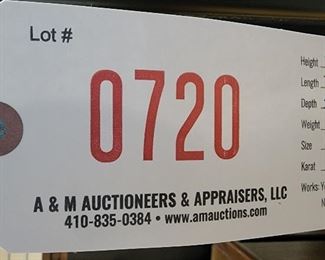 Lot #
0720
A & M AUCTIONEERS & APPRAISERS, LLC
410-835-0384 • www.amauctions.com
Height
Length
Depth
Weight
Size
Karat
Works: